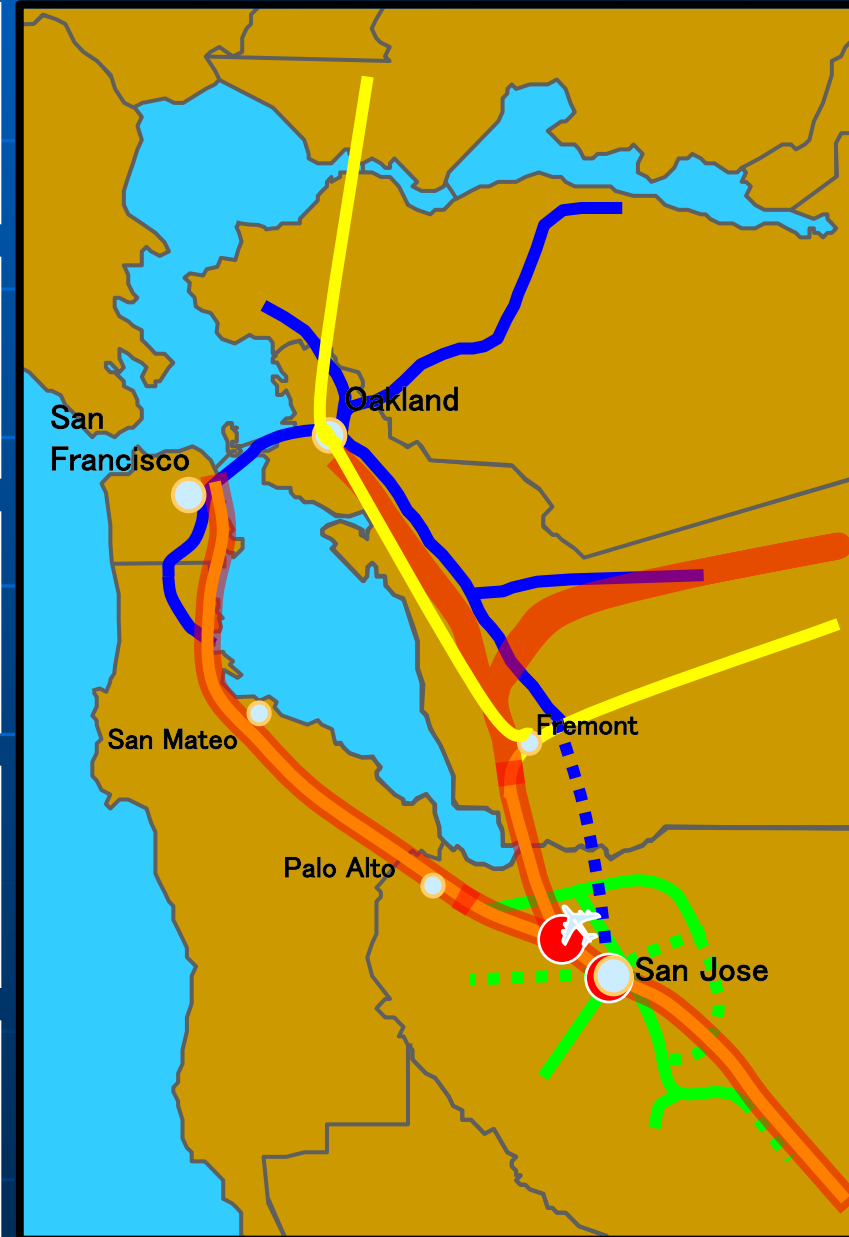 Oakland
San
Francisco
Fremont
San Mateo
Palo Alto
San Jose